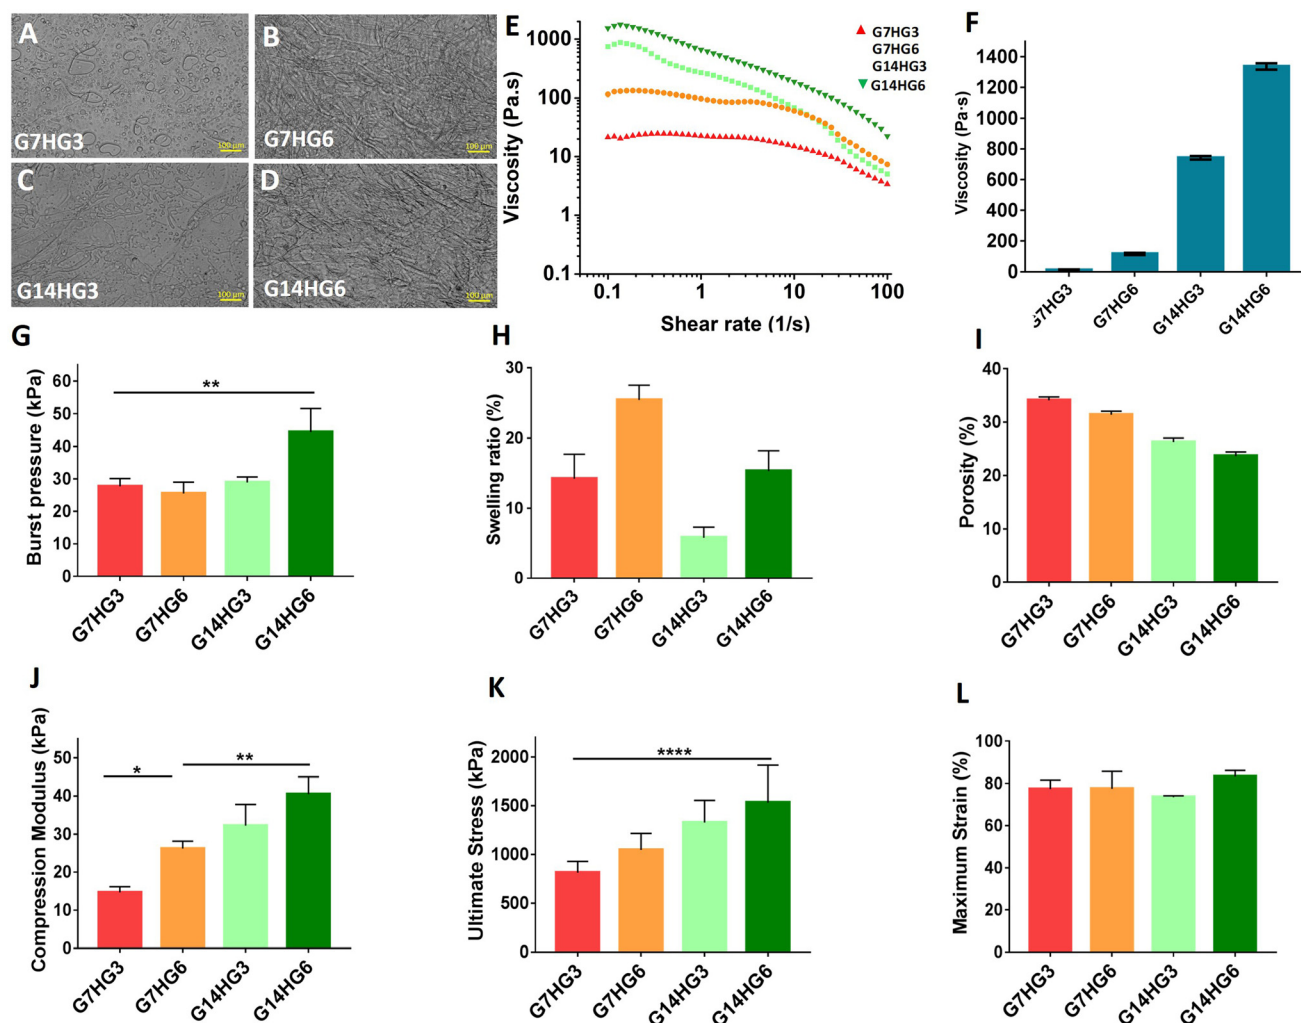 A
G7HG3
100 µm
B
G7HG6
100 µm
C
G14HG3
100 µm
D
G14HG6
100 µm
E
Viscosity (Pa.s)
1000
100
10
1
0.1
0.1 1 10 100
Shear rate (1/s)
G7HG3
G7HG6
G14HG3
G14HG6
F
Viscosity (Pa·s)
1400
1200
1000
800
600
400
200
0
G7HG3 G7HG6 G14HG3 G14HG6
G
Burst pressure (kPa)
60
50
40
30
20
10
0
**
G7HG3 G7HG6 G14HG3 G14HG6
H
Swelling ratio (%)
30
20
10
0
G7HG3 G7HG6 G14HG3 G14HG6
I
Porosity (%)
40
30
20
10
0
G7HG3 G7HG6 G14HG3 G14HG6
J
Compression Modulus (kPa)
50
40
30
20
10
0
* **
G7HG3 G7HG6 G14HG3 G14HG6
K
Ultimate Stress (kPa)
2000
1500
1000
500
0
****
G7HG3 G7HG6 G14HG3 G14HG6
L
Maximum Strain (%)
100
80
60
40
20
0
G7HG3 G7HG6 G14HG3 G14HG6